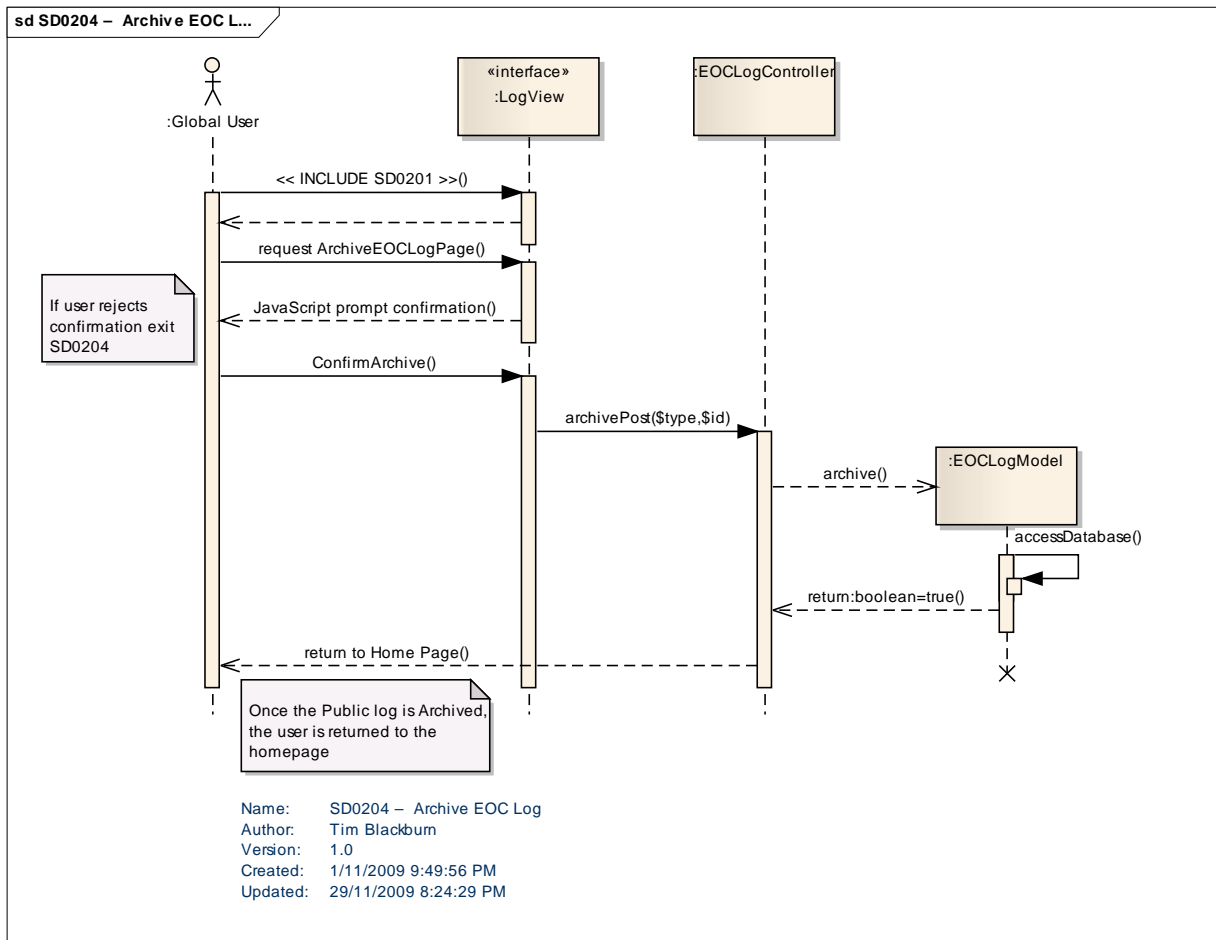 sd SD0204 – Archive EOC L...
:Global User
«interface»
:LogView
:EOCLogController
<< INCLUDE SD0201 >>()
request ArchiveEOCLogPage()
If user rejects
confirmation exit
SD0204
JavaScript prompt confirmation()
ConfirmArchive()
archivePost($type,$id)
:EOCLogModel
archive()
accessDatabase()
return:boolean=true()
return to Home Page()
Once the Public log is Archived,
the user is returned to the
homepage
Name: SD0204 – Archive EOC Log
Author: Tim Blackburn
Version: 1.0
Created: 1/11/2009 9:49:56 PM
Updated: 29/11/2009 8:24:29 PM